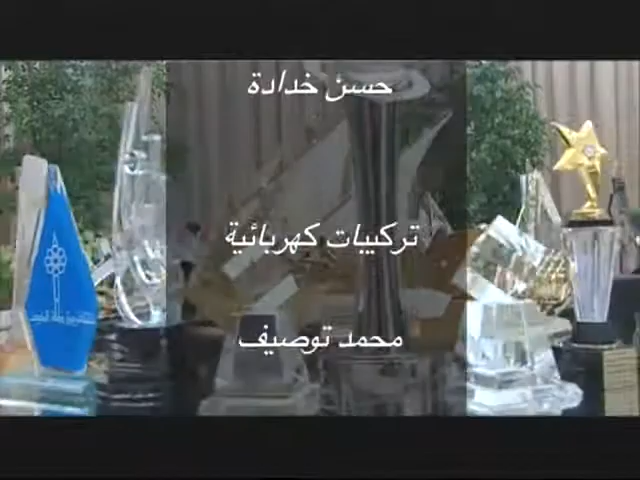 حسن خدادة
تركيبات كهربائية
محمد توصيف